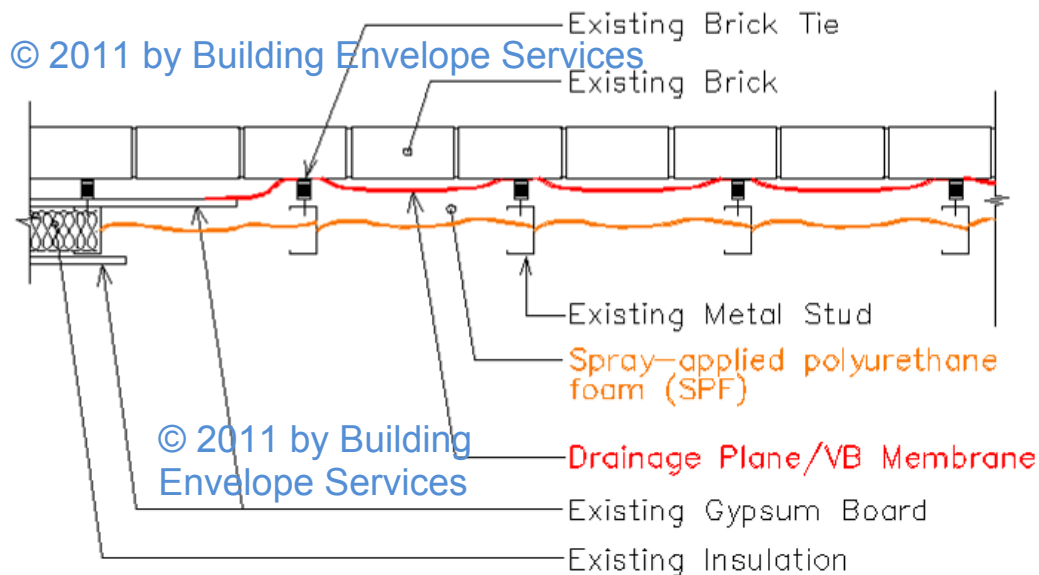 Existing Brick Tie
© 2011 by Building Envelope Services
Existing Brick
Existing Metal Stud
Spray-applied polyurethane
foam (SPF)
© 2011 by Building
Envelope Services
Drainage Plane/VB Membrane
Existing Gypsum Board
Existing Insulation